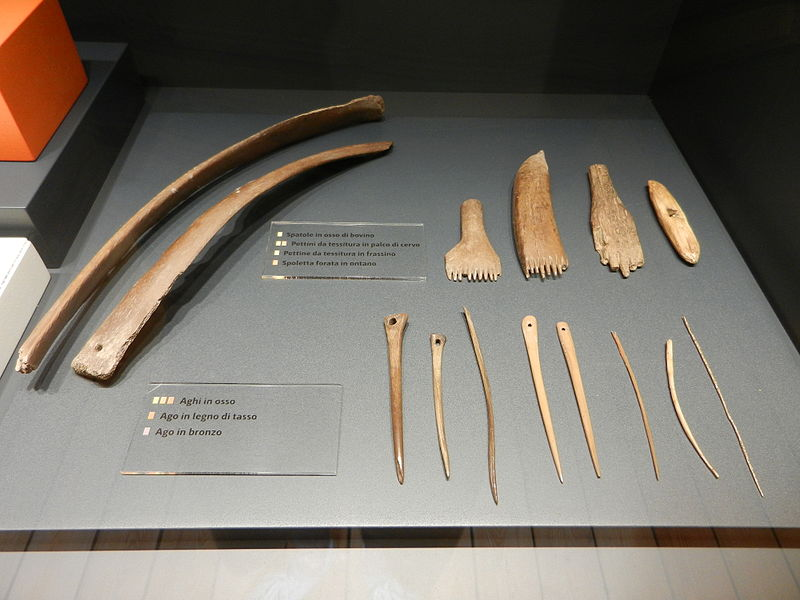 Spatole in osso di bovino
Pettini da tessitura in palco di cervo
Pettine da tessitura in frassino
Spoletta forata in ontano
Aghi in osso
Ago in legno di tasso
Ago in bronzo